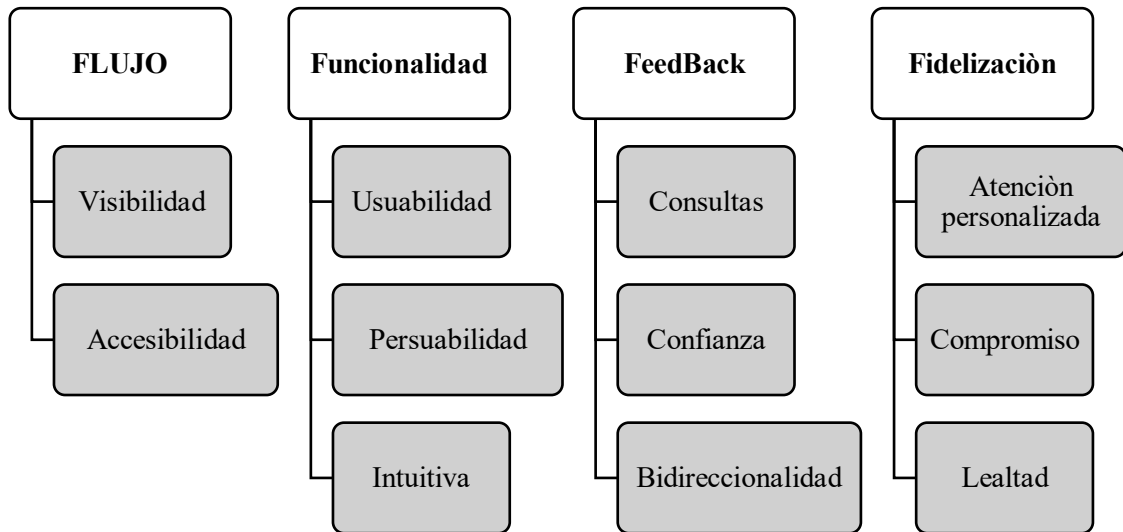 FLUJO
Visibilidad
Accesibilidad
Funcionalidad
Usuabilidad
Persuabilidad
Intuitiva
FeedBack
Consultas
Confianza
Bidireccionalidad
Fidelizaciòn
Atenciòn
personalizada
Compromiso
Lealtad